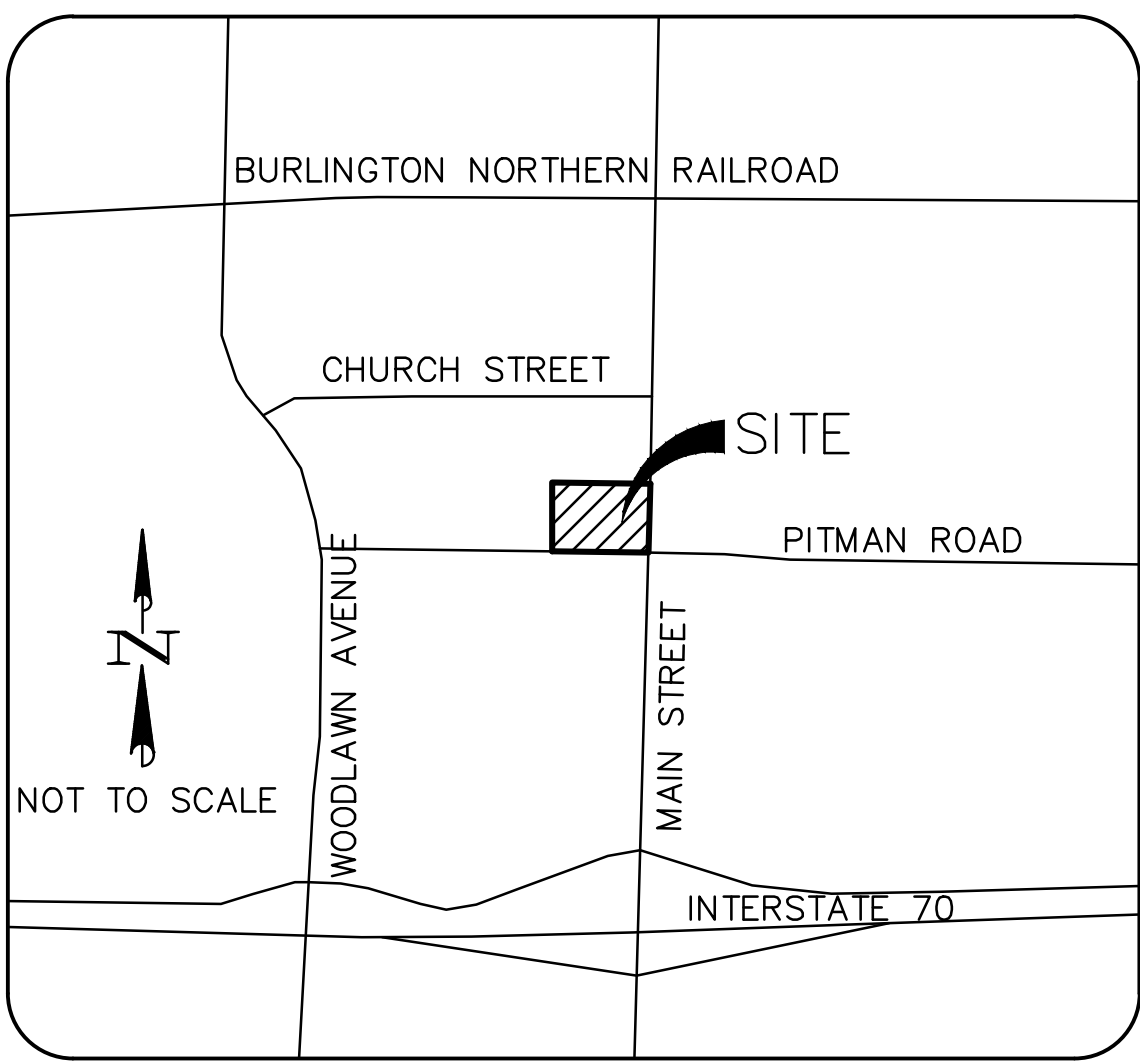 BURLINGTON NORTHERN RAILROAD
CHURCH STREET
SITE
PITMAN ROAD
WOODLAWN AVENUE
MAIN STREET
N
NOT TO SCALE
INTERSTATE 70